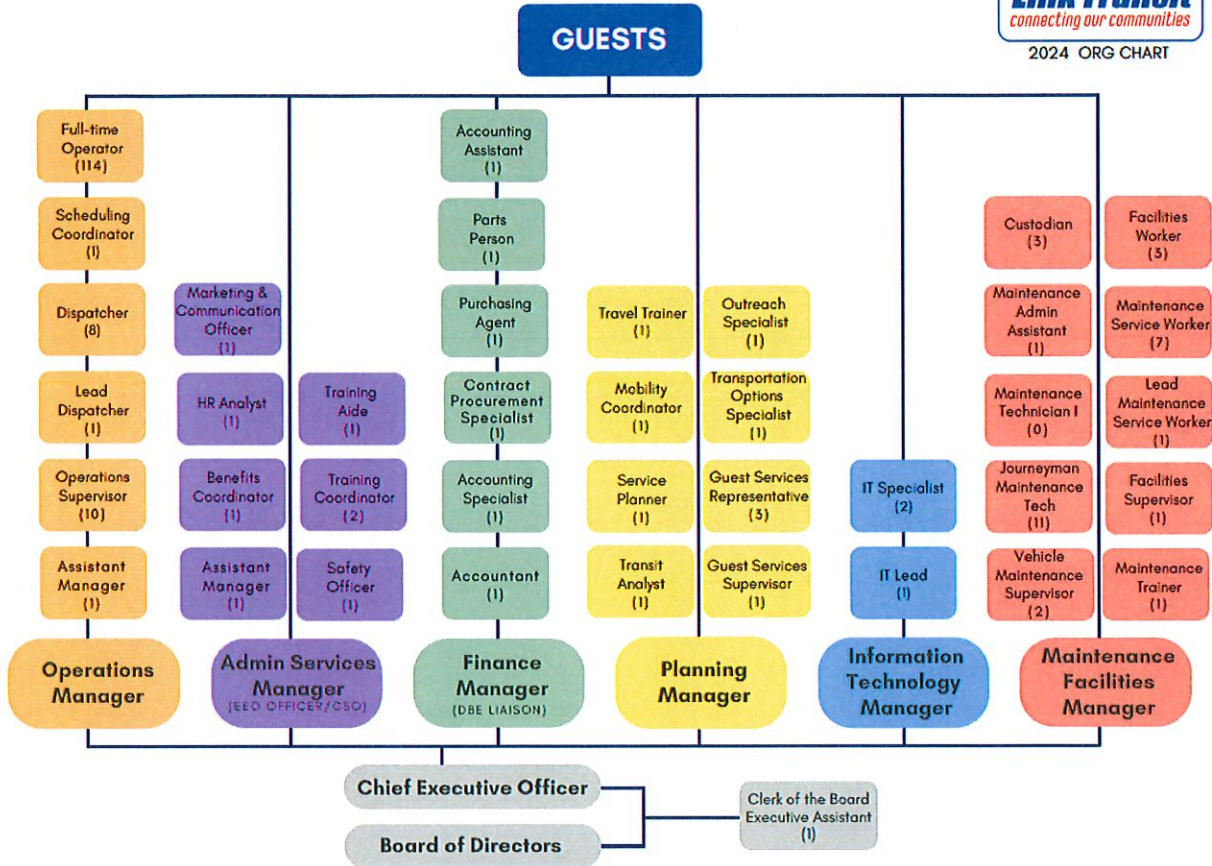 GUESTS
Link Transit
connecting our communities
2024 ORG CHART
Full-time
Operator
(114)
Scheduling
Coordinator
(1)
Dispatcher
(8)
Lead
Dispatcher
(1)
Operations
Supervisor
(10)
Assistant
Manager
(1)
Operations
Manager
Marketing &
Communication
Officer
(1)
HR Analyst
(1)
Training
Aide
(1)
Benefits
Coordinator
(1)
Training
Coordinator
(2)
Assistant
Manager
(1)
Safety
Officer
(1)
Admin Services
Manager
(EEO OFFICER/CSO)
Accounting
Assistant
(1)
Parts
Person
(1)
Purchasing
Agent
(1)
Contract
Procurement
Specialist
(1)
Accounting
Specialist
(1)
Accountant
(1)
Finance
Manager
(DBE LIAISON)
Travel Trainer
(1)
Outreach
Specialist
(1)
Mobility
Coordinator
(1)
Transportation
Options
Specialist
(1)
Service
Planner
(1)
Guest Services
Representative
(3)
Transit
Analyst
(1)
Guest Services
Supervisor
(1)
Planning
Manager
IT Specialist
(2)
IT Lead
(1)
Information
Technology
Manager
Custodian
(3)
Facilities
Worker
(3)
Maintenance
Admin
Assistant
(1)
Maintenance
Service Worker
(7)
Maintenance
Technician I
(0)
Lead
Maintenance
Service Worker
(1)
Journeyman
Maintenance
Tech
(11)
Facilities
Supervisor
(1)
Vehicle
Maintenance
Supervisor
(2)
Maintenance
Trainer
(1)
Maintenance
Facilities
Manager
Chief Executive Officer
Board of Directors
Clerk of the Board
Executive Assistant
(1)